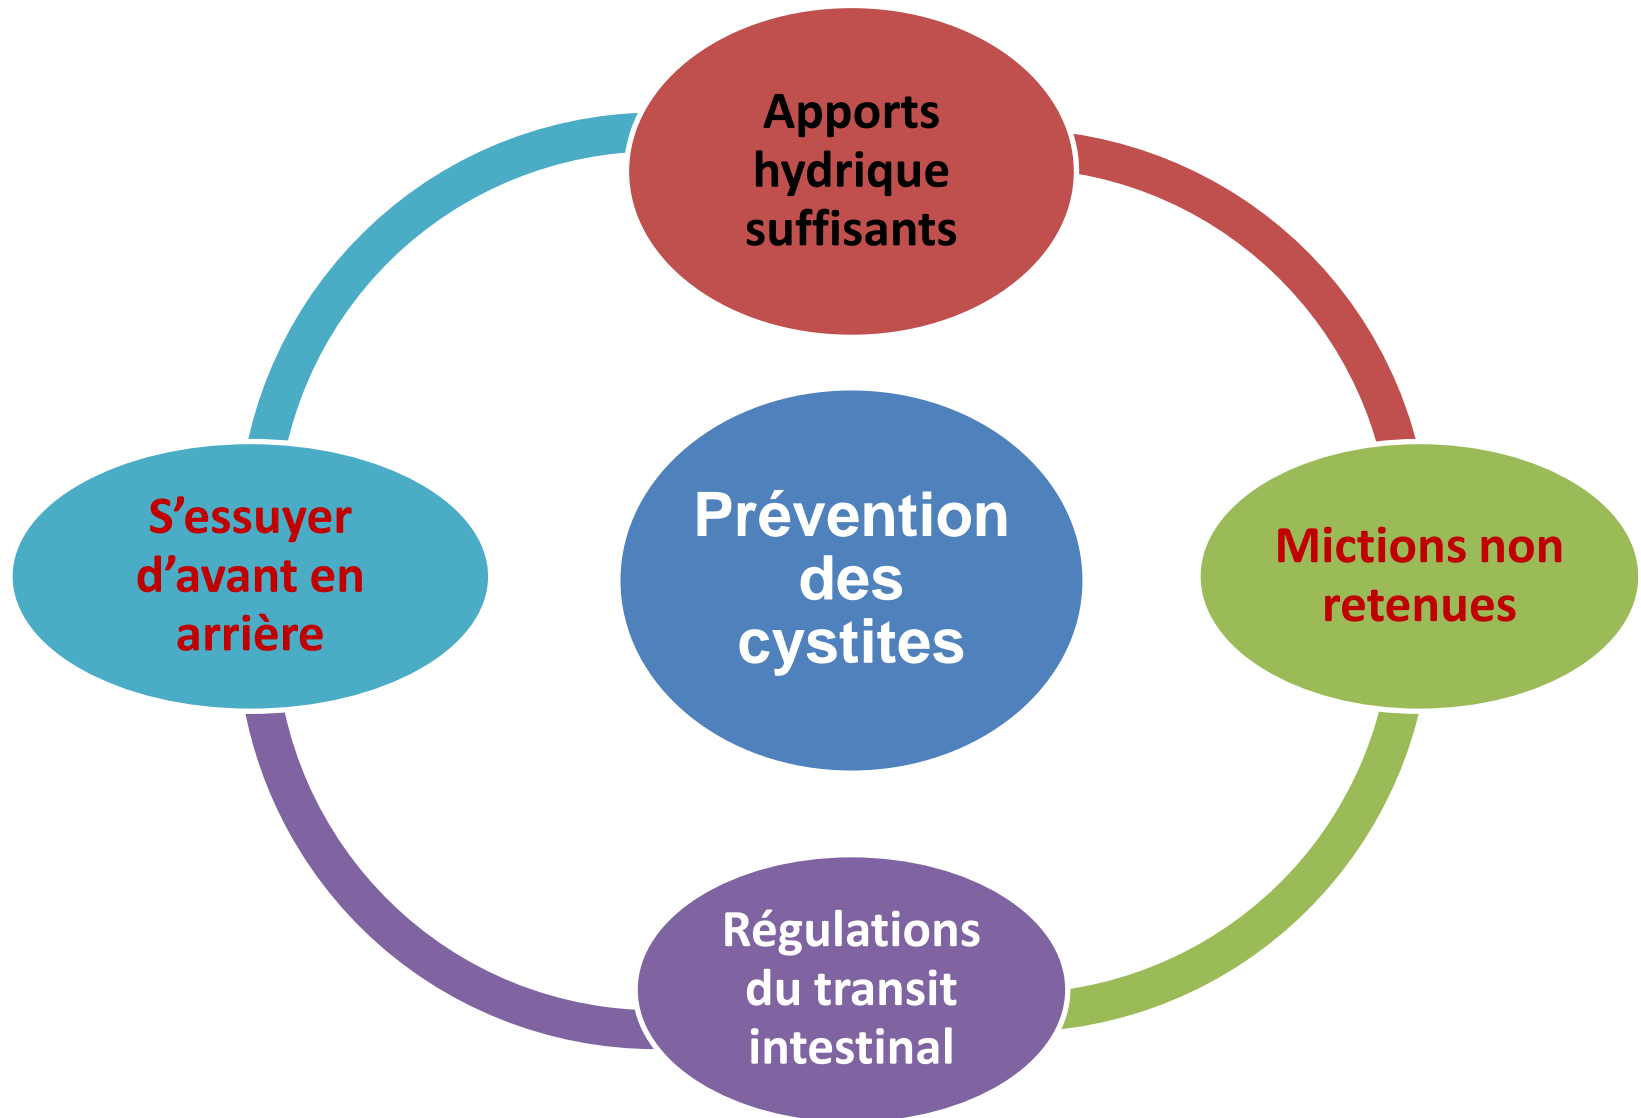 Apports
hydrique
suffisants
S’essuyer
d’avant en
arrière
Prévention
des
cystites
Mictions non
retenues
Régulations
du transit
intestinal